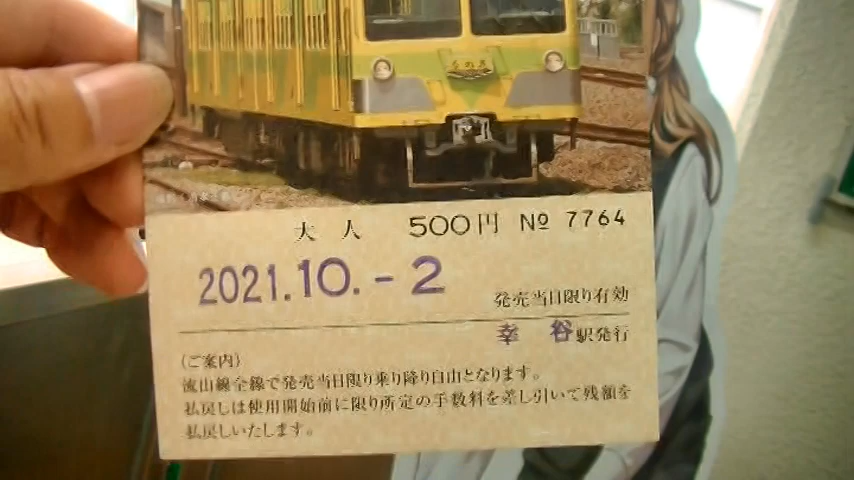 大人 500円 № 7764
2021.10.-2
発売当日限り有効
幸谷駅発行
(ご案内)
流山線全線で発売当日限り乗り降り自由となります。
払戻しは使用開始前に限り所定の手数料を差し引いて残額を
払戻しいたします。